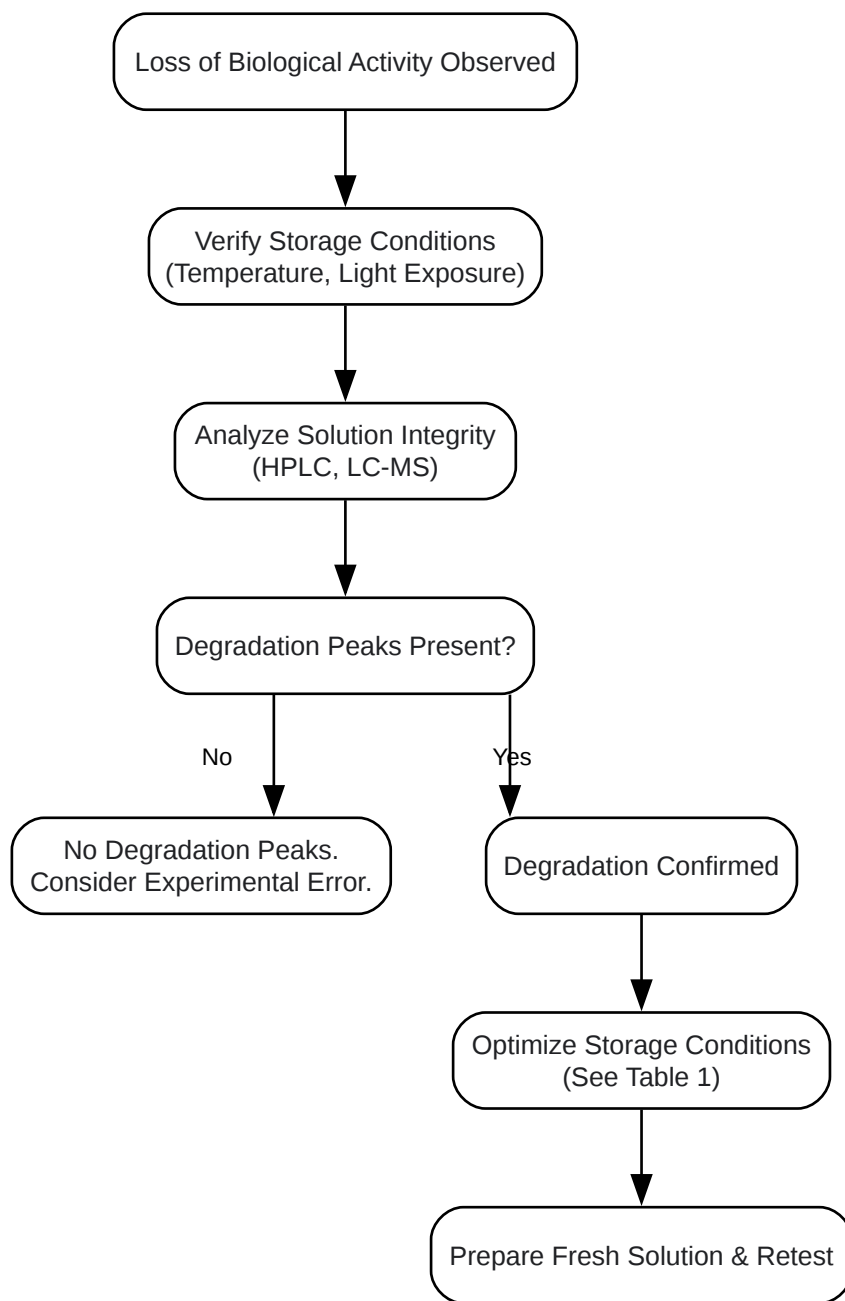 Loss of Biological Activity Observed
Verify Storage Conditions
(Temperature, Light Exposure)
Analyze Solution Integrity
(HPLC, LC-MS)
Degradation Peaks Present?
No
Yes
No Degradation Peaks.
Consider Experimental Error.
Degradation Confirmed
Optimize Storage Conditions
(See Table 1)
Prepare Fresh Solution & Retest